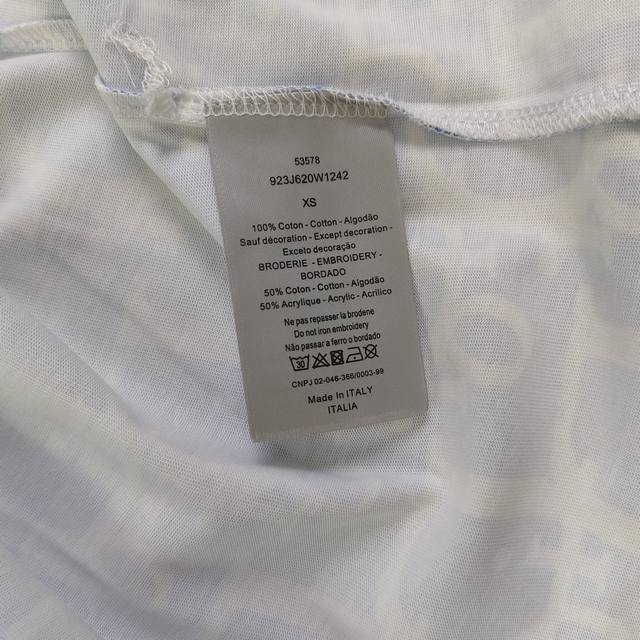 53578
923J620W1242
XS
100% Coton - Cotton - Algodão
Sauf décoration - Except decoration -
Exceto decoração
BRODERIE - EMBROIDERY -
BORDADO
50% Coton - Cotton - Algodão
50% Acrylique - Acrylic - Acrilico
Ne pas repasser la brodene
Do not iron embroidery
Não passar a ferro o bordado
30
CNPJ 02-046-366/0003-99
Made In ITALY
ITALIA